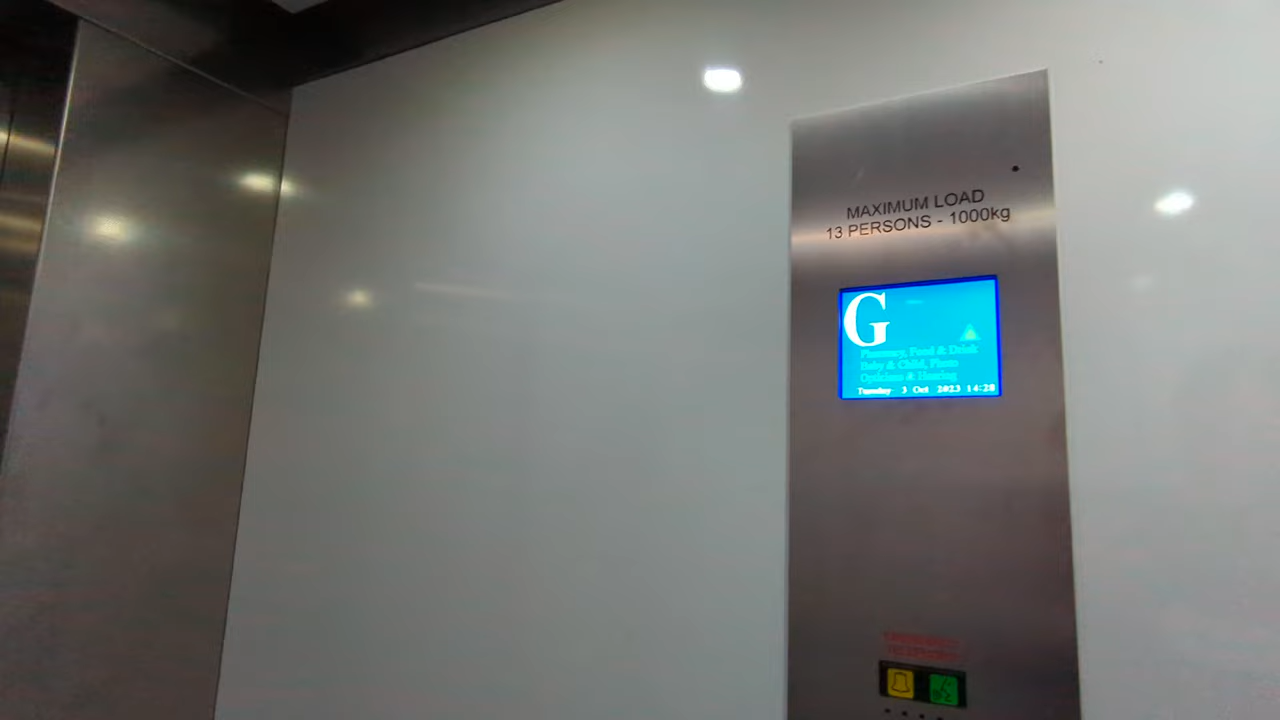 MAXIMUM LOAD
13 PERSONS - 1000kg
G
Pharmacy, Food & Drink
Baby & Child, Photo
Opticians & Hearing
Tuesday 3 Oct 2023 14:28